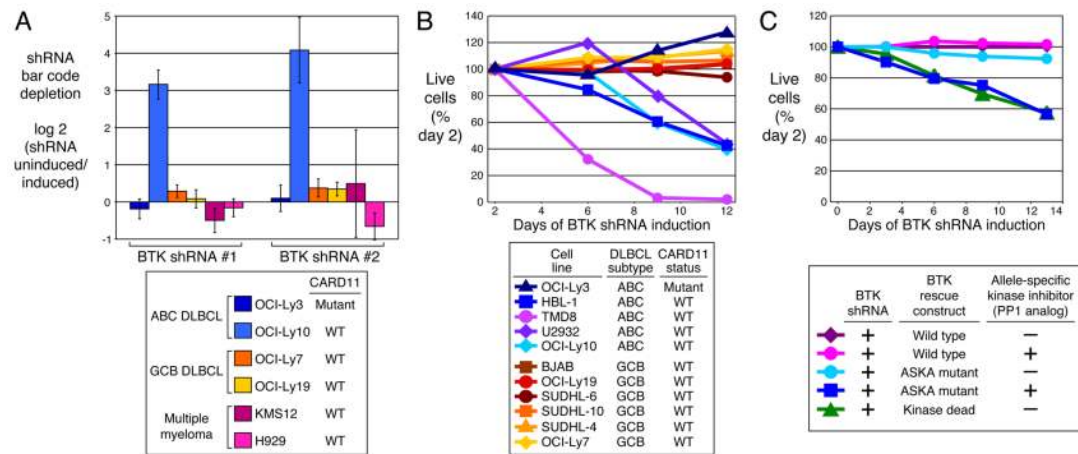 A
shRNA
bar code
depletion
log 2
(shRNA
uninduced/
induced)
5
4
3
2
1
0
-1
BTK shRNA #1
BTK shRNA #2
CARD11
ABC DLBCL
OCI-Ly3
Mutant
OCI-Ly10
WT
GCB DLBCL
OCI-Ly7
WT
OCI-Ly19
WT
Multiple
myeloma
KMS12
WT
H929
WT
B
Live
cells (%
day 2)
140
120
100
80
60
40
20
0
2 4 6 8 10 12
Days of BTK shRNA induction
Cell line DLBCL subtype CARD11 status
OCI-Ly3 ABC Mutant
HBL-1 ABC WT
TMD8 ABC WT
U2932 ABC WT
OCI-Ly10 ABC WT
BJAB GCB WT
OCI-Ly19 GCB WT
SUDHL-6 GCB WT
SUDHL-10 GCB WT
SUDHL-4 GCB WT
OCI-Ly7 GCB WT
C
Live
cells (%
day 2)
120
100
80
60
40
20
0
0 2 4 6 8 10 12 14
Days of BTK shRNA induction
BTK shRNA BTK rescue construct Allele-specific kinase inhibitor (PP1 analog)
+ Wild type −
+ Wild type +
+ ASKA mutant −
+ ASKA mutant +
+ Kinase dead −